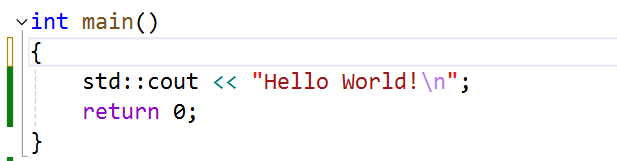 int main()
{
    std::cout << "Hello World!\n";
    return 0;
}